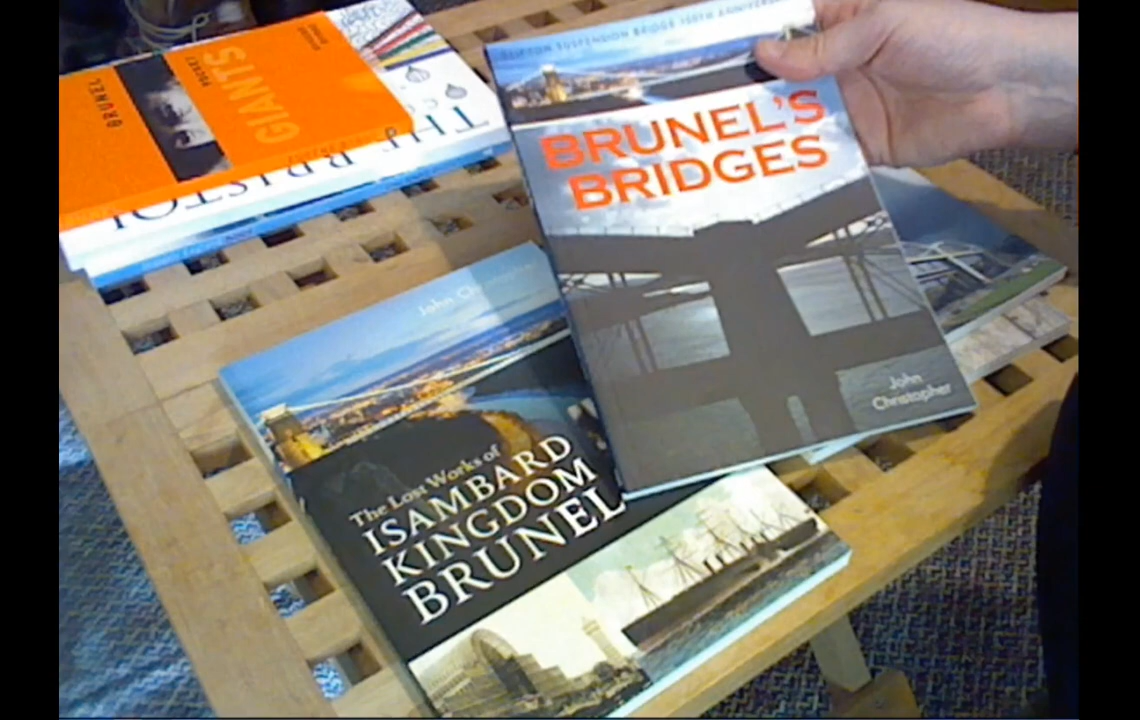 CLIFTON SUSPENSION BRIDGE 150TH ANNIVERSARY
BRUNEL'S
BRIDGES
John
Christopher
John
The Lost Works of
ISAMBARD
KINGDOM
BRUNEL
BRUNEL
POCKET
GIANTS
THE BRISTOL